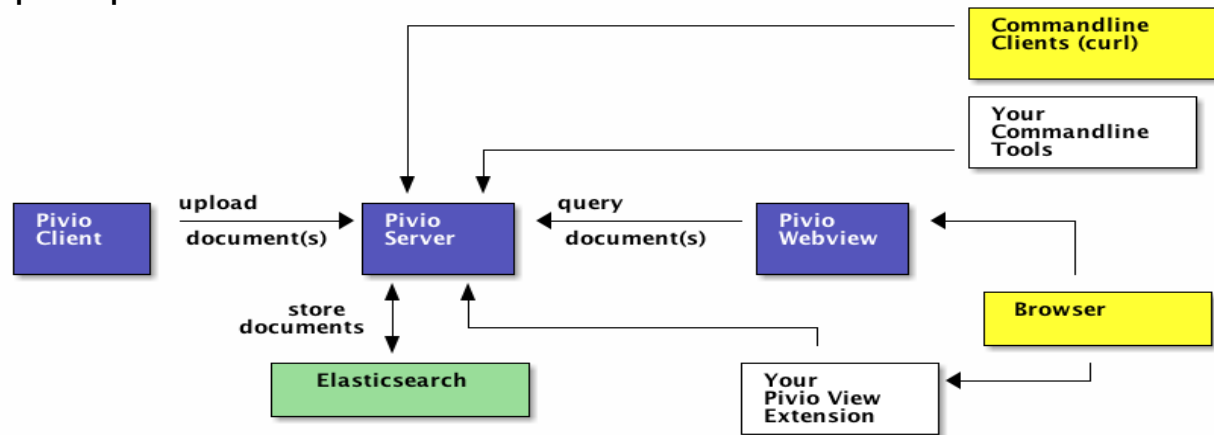 Commandline
Clients (curl)
Your
Commandline
Tools
Pivio
Client
upload
document(s)
Pivio
Server
query
document(s)
Pivio
Webview
store
documents
Browser
Elasticsearch
Your
Pivio View
Extension